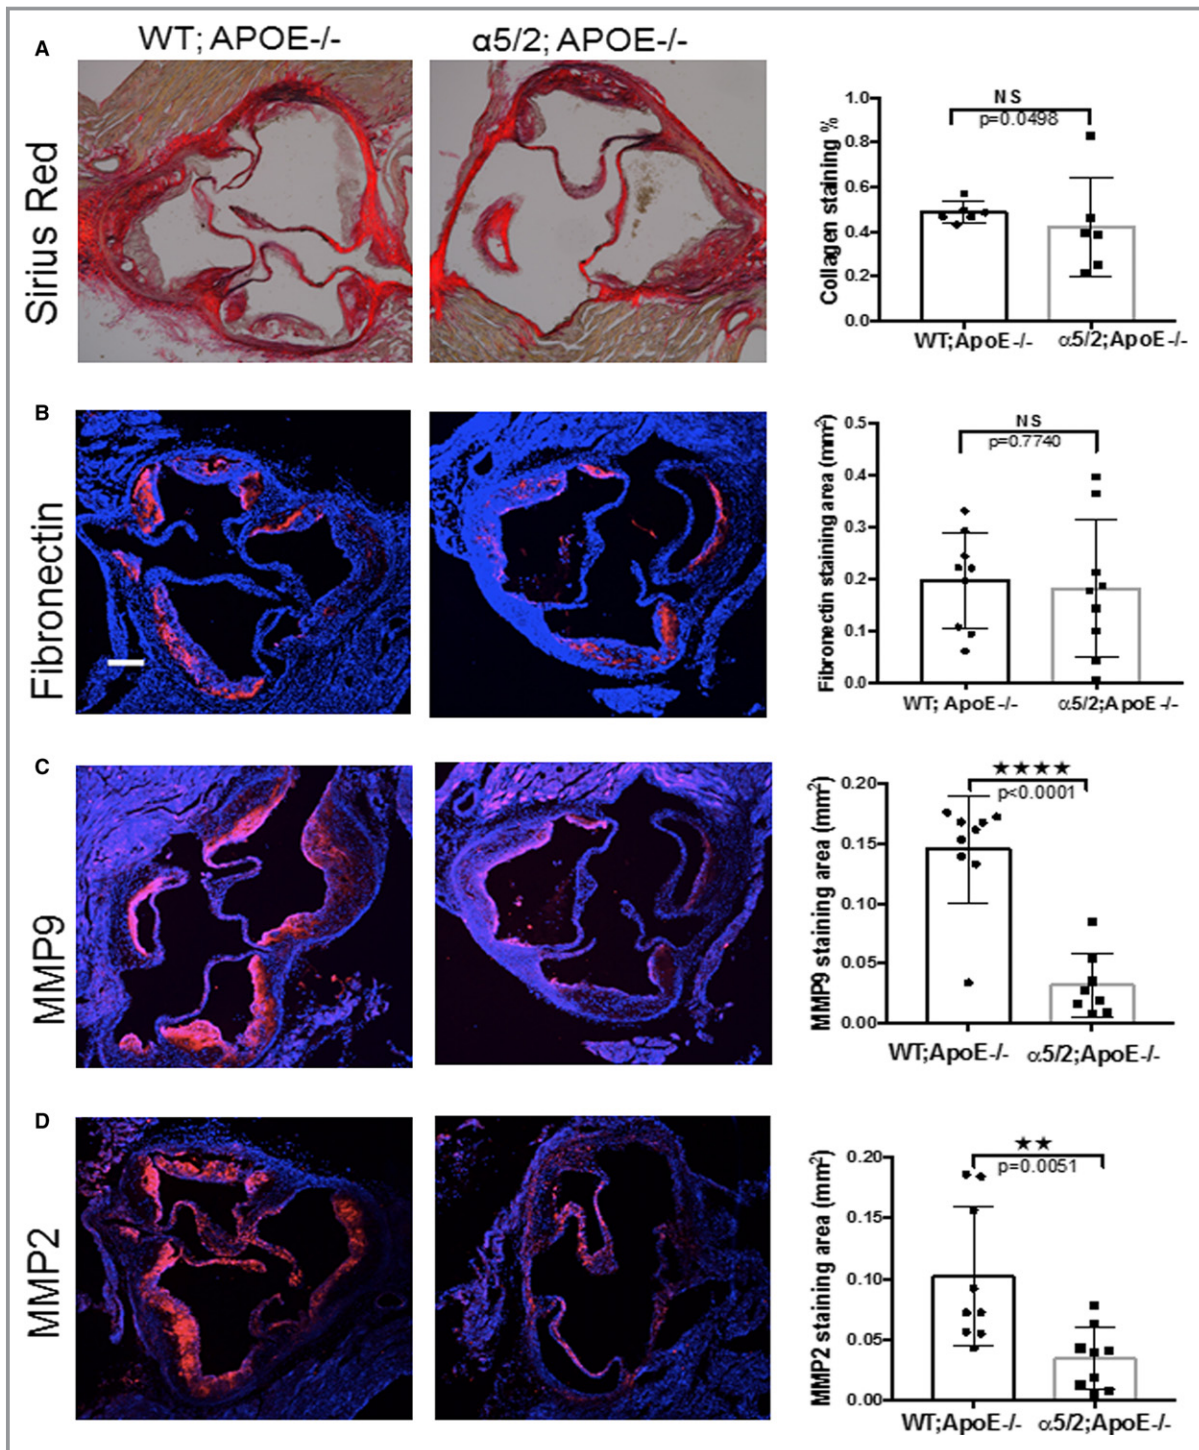 A
WT; APOE-/-
α5/2; APOE-/-
Sirius Red
Collagen staining %
1.0
0.8
0.6
0.4
0.2
0.0
NS
p=0.0498
WT;ApoE-/-
α5/2;ApoE-/-
B
Fibronectin
Fibronectin staining area (mm²)
0.5
0.4
0.3
0.2
0.1
0.0
NS
p=0.7740
WT; ApoE-/-
α5/2;ApoE-/-
C
MMP9
MMP9 staining area (mm²)
0.20
0.15
0.10
0.05
0.00
★★★★
p<0.0001
WT;ApoE-/-
α5/2;ApoE-/-
D
MMP2
MMP2 staining area (mm²)
0.20
0.15
0.10
0.05
0.00
★★
p=0.0051
WT;ApoE-/-
α5/2;ApoE-/-